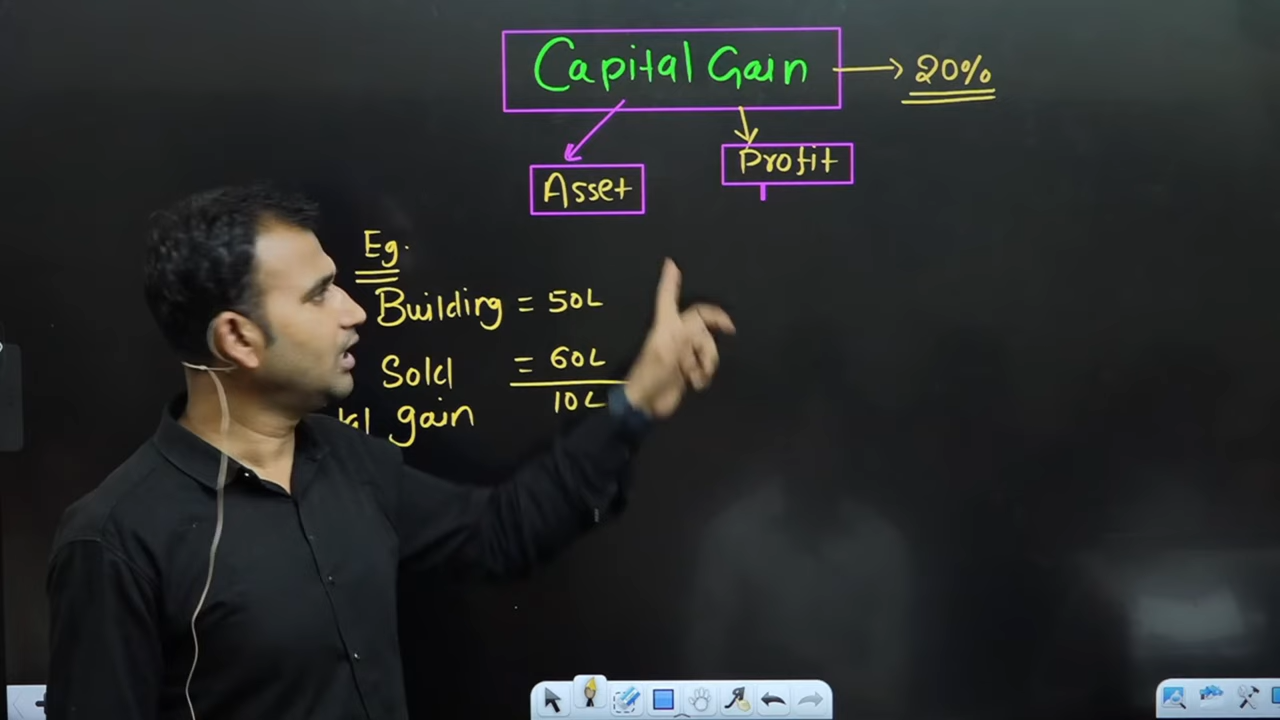 Capital Gain → 20%
Asset
Profit
Eg.
Building = 50L
Sold = 60L
gain 10L